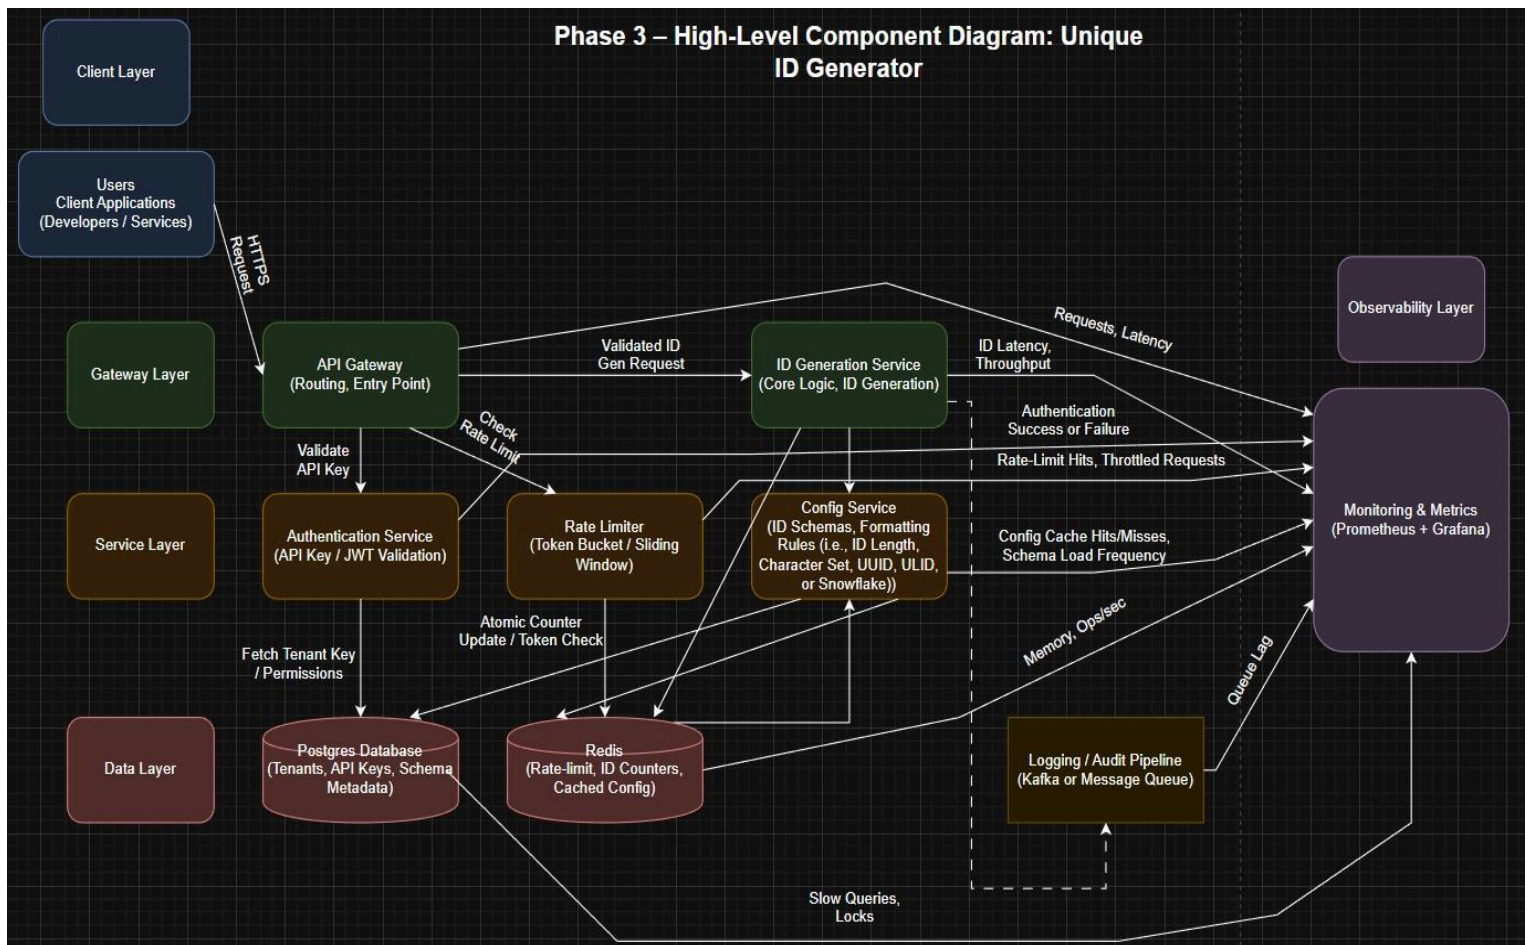 Phase 3 – High-Level Component Diagram: Unique
ID Generator
Client Layer
Users
Client Applications
(Developers / Services)
HTTPS
Request
Observability Layer
Gateway Layer
API Gateway
(Routing, Entry Point)
Validated ID
Gen Request
ID Generation Service
(Core Logic, ID Generation)
ID Latency,
Throughput
Requests, Latency
Validate
API Key
Check
Rate Limit
Authentication
Success or Failure
Rate-Limit Hits, Throttled Requests
Service Layer
Authentication Service
(API Key / JWT Validation)
Rate Limiter
(Token Bucket / Sliding
Window)
Config Service
(ID Schemas, Formatting
Rules (i.e., ID Length,
Character Set, UUID, ULID,
or Snowflake))
Config Cache Hits/Misses,
Schema Load Frequency
Monitoring & Metrics
(Prometheus + Grafana)
Fetch Tenant Key
/ Permissions
Atomic Counter
Update / Token Check
Memory, Ops/sec
Queue Lag
Data Layer
Postgres Database
(Tenants, API Keys, Schema
Metadata)
Redis
(Rate-limit, ID Counters,
Cached Config)
Logging / Audit Pipeline
(Kafka or Message Queue)
Slow Queries,
Locks